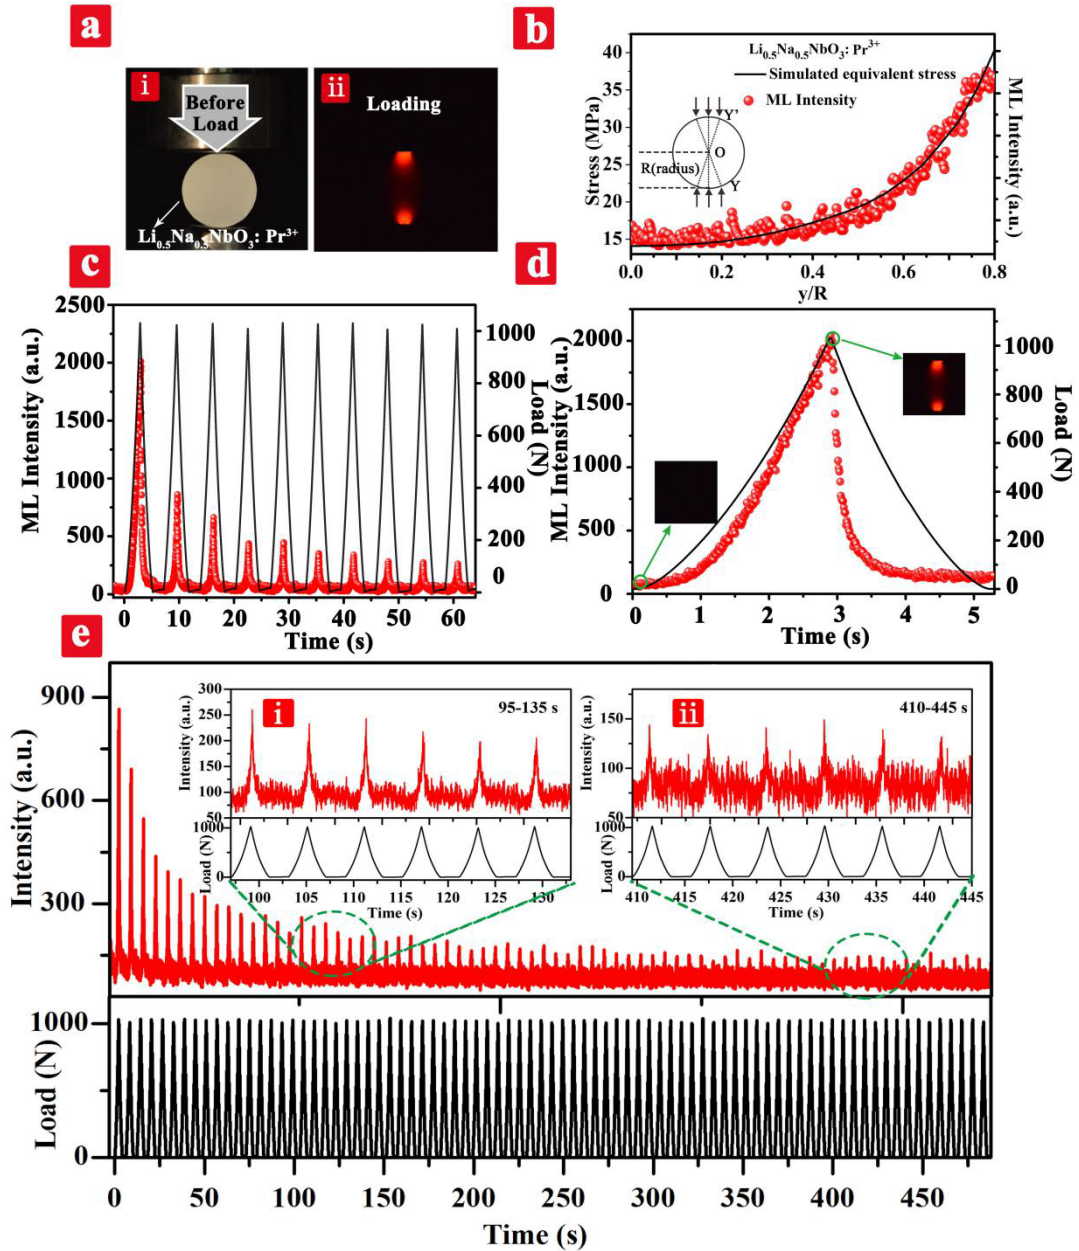 a
i
Before
Load
Li0.5Na0.5NbO3: Pr3+
ii
Loading
b
Li0.5Na0.5NbO3: Pr3+
Simulated equivalent stress
ML Intensity
Y'
O
R(radius)
Y
Stress (MPa)
40
35
30
25
20
15
0.0 0.2 0.4 0.6 0.8
y/R
ML Intensity (a.u.)
c
ML Intensity (a.u.)
2500
2000
1500
1000
500
0
0 10 20 30 40 50 60
Time (s)
1000
800
600
400
200
0
Load (N)
d
ML Intensity (a.u.)
2000
1500
1000
500
0
0 1 2 3 4 5
Time (s)
1000
800
600
400
200
0
Load (N)
e
Intensity (a.u.)
900
600
300
i
95-135 s
Intensity (a.u.)
300
250
200
150
100
50
Load (N)
1000
0
100 105 110 115 120 125 130
Time (s)
ii
410-445 s
Intensity (a.u.)
150
100
50
Load (N)
1000
0
410 415 420 425 430 435 440 445
Time (s)
Load (N)
1000
0
0 50 100 150 200 250 300 350 400 450
Time (s)